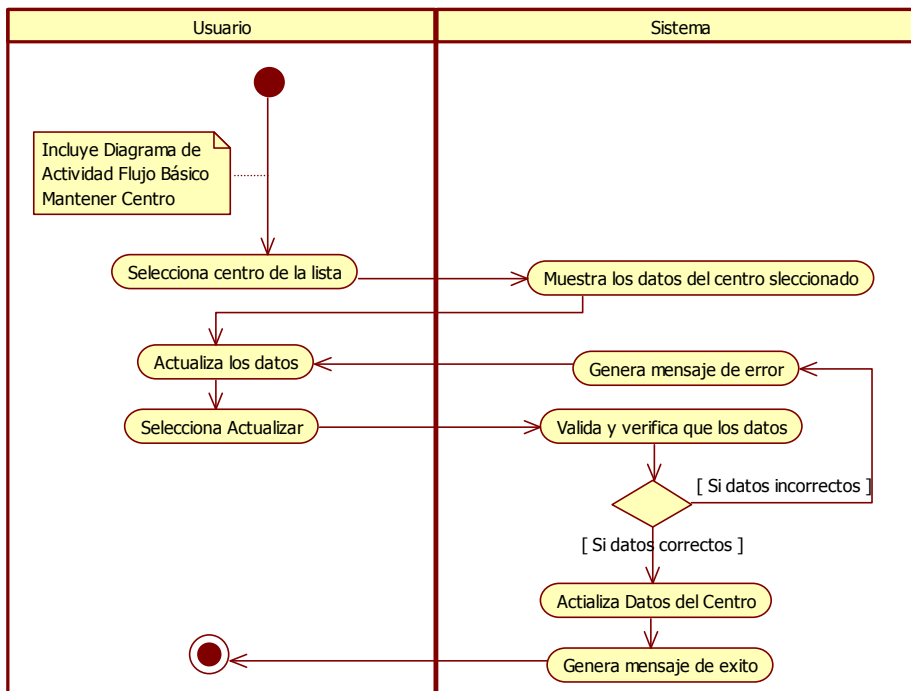 Usuario
Sistema
Incluye Diagrama de
Actividad Flujo Básico
Mantener Centro
Selecciona centro de la lista
Muestra los datos del centro sleccionado
Actualiza los datos
Genera mensaje de error
Selecciona Actualizar
Valida y verifica que los datos
[ Si datos incorrectos ]
[ Si datos correctos ]
Actializa Datos del Centro
Genera mensaje de exito